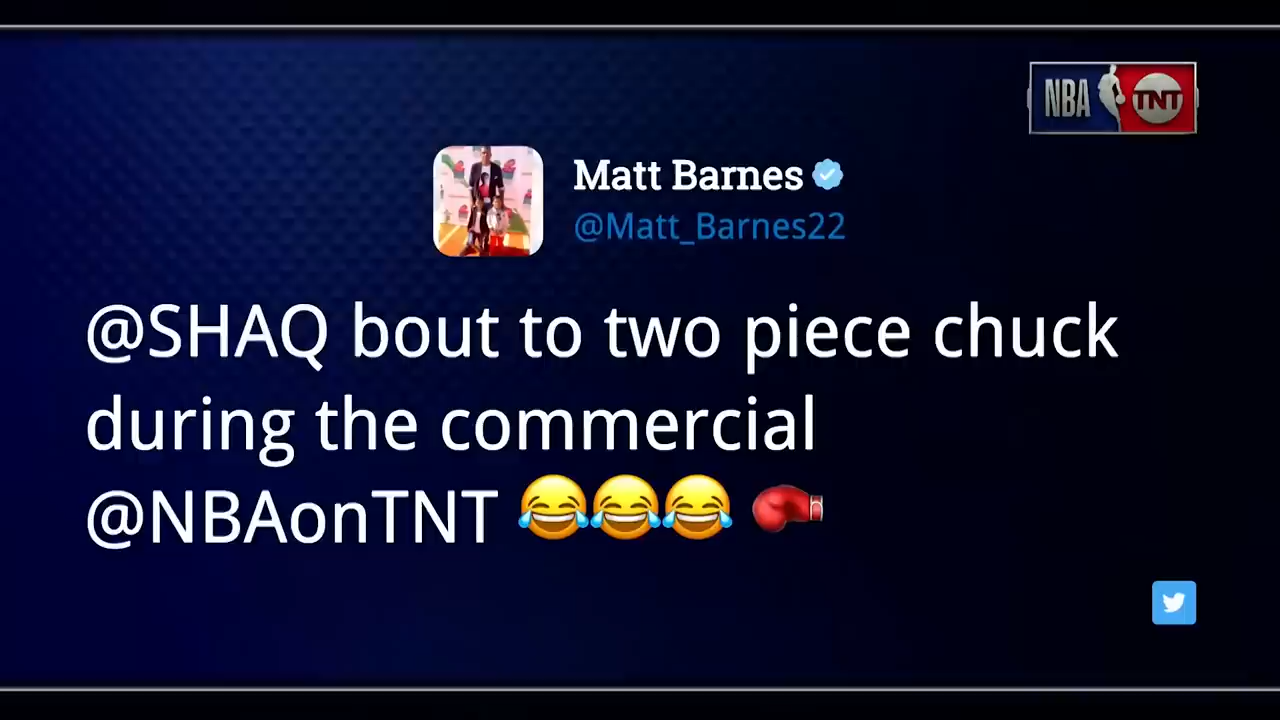 NBA TNT
Matt Barnes
@Matt_Barnes22
@SHAQ bout to two piece chuck
during the commercial
@NBAonTNT 😂😂😂 🥊